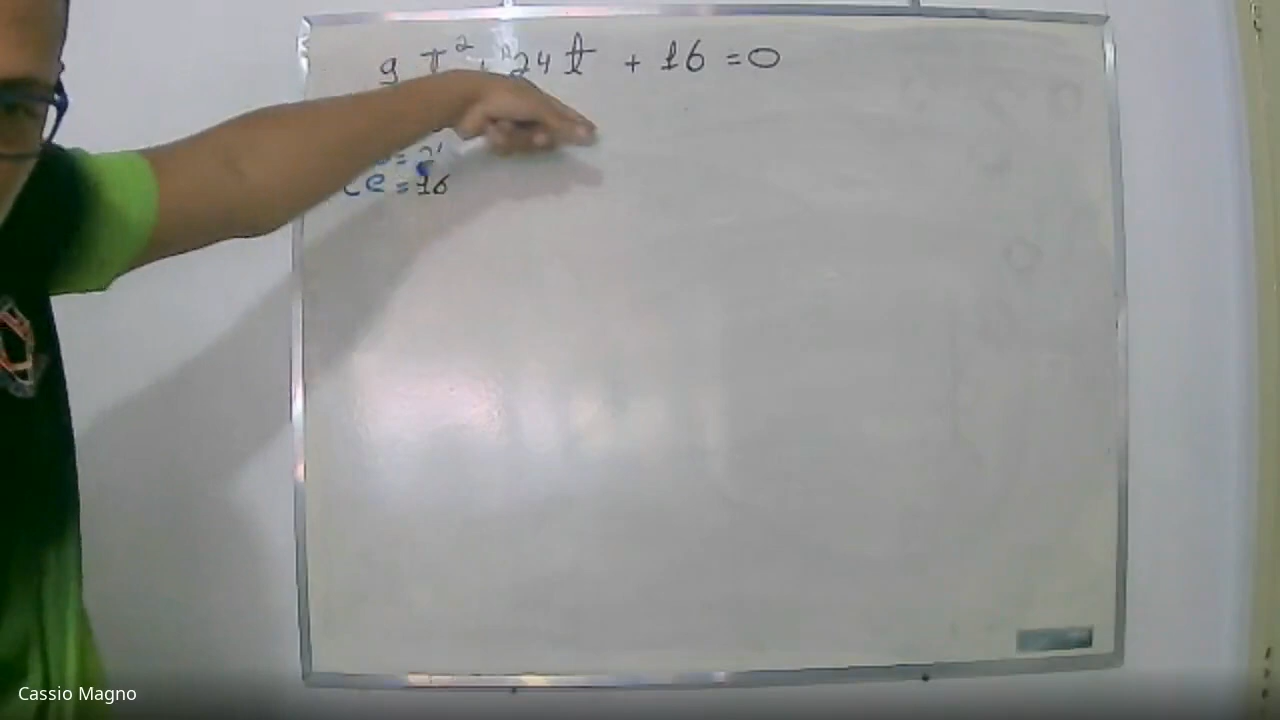 9 t² + 24 t + 16 = 0
c = 16
Cassio Magno